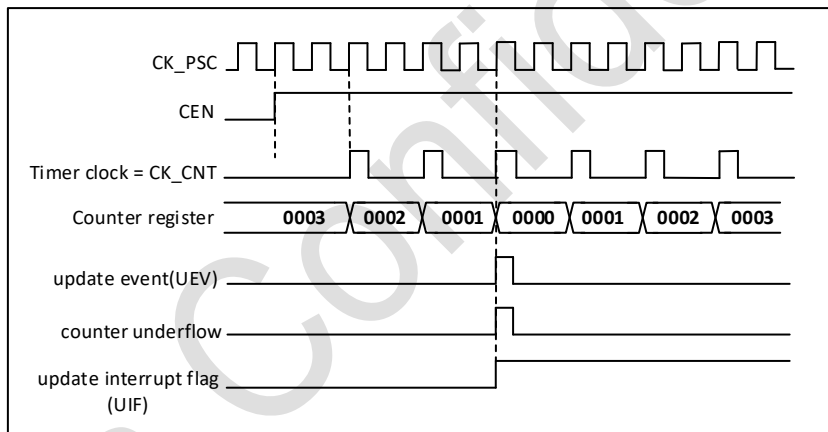 CK_PSC
CEN
Timer clock = CK_CNT
Counter register 0003 0002 0001 0000 0001 0002 0003
update event(UEV)
counter underflow
update interrupt flag
(UIF)